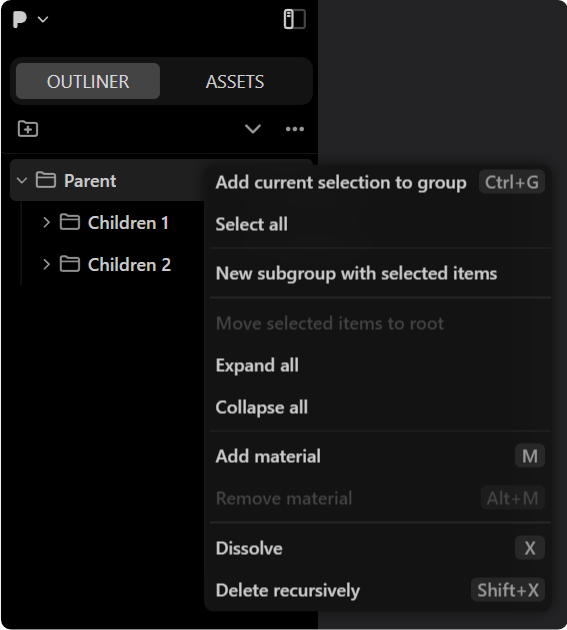 OUTLINER ASSETS
Parent
Children 1
Children 2
Add current selection to group Ctrl+G
Select all
New subgroup with selected items
Move selected items to root
Expand all
Collapse all
Add material M
Remove material Alt+M
Dissolve X
Delete recursively Shift+X